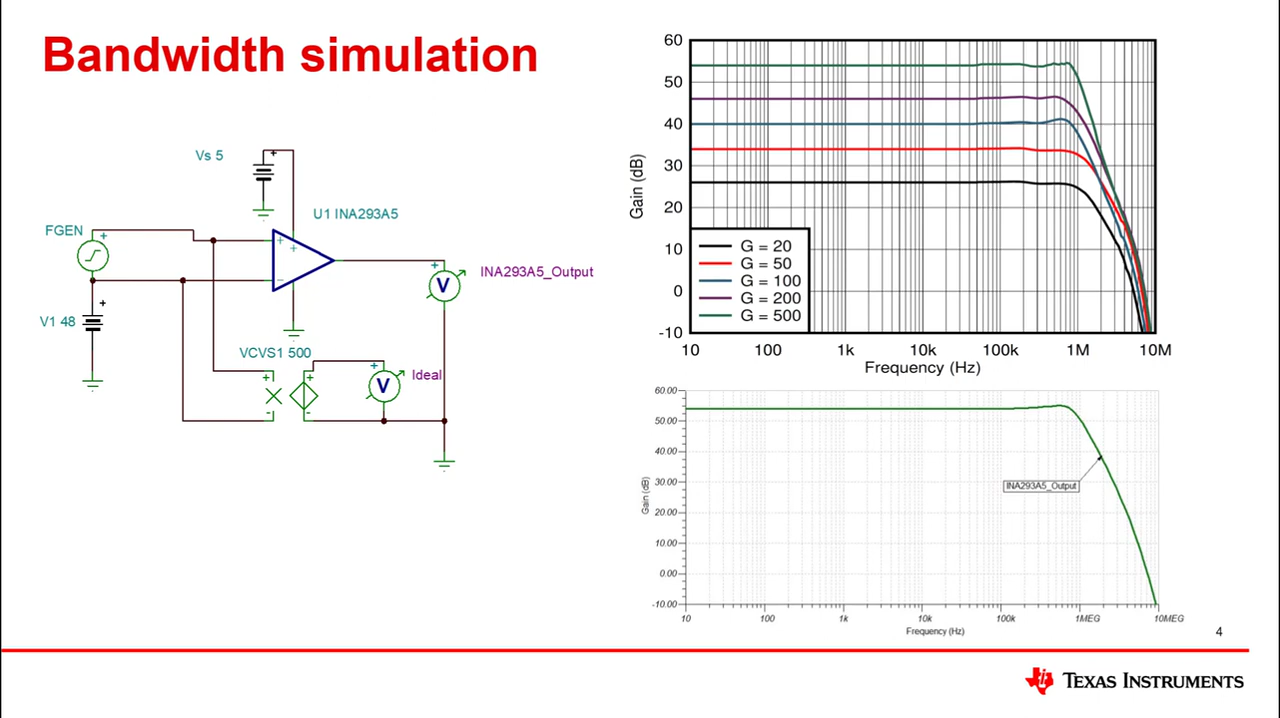 Bandwidth simulation
Vs 5
+
U1 INA293A5
FGEN
+
+
+
-
+
V
INA293A5_Output
+
V1 48
VCVS1 500
+
-
+
-
+
V
Ideal
60
50
40
30
20
10
0
-10
Gain (dB)
G = 20
G = 50
G = 100
G = 200
G = 500
10 100 1k 10k 100k 1M 10M
Frequency (Hz)
60.00
50.00
40.00
30.00
20.00
10.00
0.00
-10.00
Gain (dB)
INA293A5_Output
10 100 1k 10k 100k 1MEG 10MEG
Frequency (Hz)
4
TEXAS INSTRUMENTS